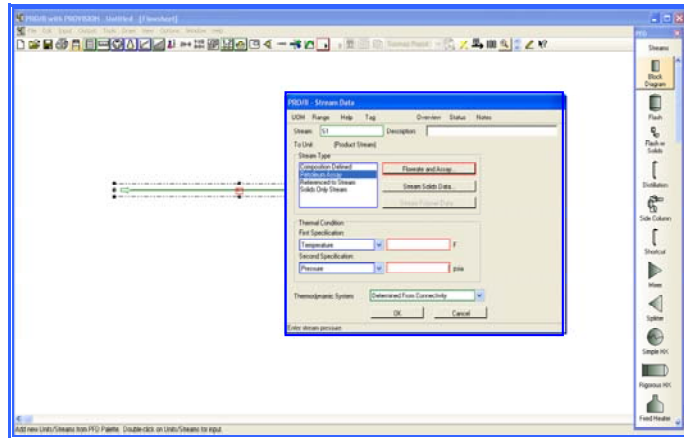 PRO/II with PROVISION - Untitled - [Flowsheet]
File Edit Input Output Tools Draw View Options Window Help
PFD
Streams
Block Diagram
Flash
Flash w Solids
Distillation
Side Column
Shortcut
Mixer
Splitter
Simple HX
Rigorous HX
Fired Heater
PRO/II - Stream Data
UOM Range Help Tag Overview Status Notes
Stream: S1 Description:
To Unit (Product Stream)
Stream Type
Composition Defined
Petroleum Assay
Referenced to Stream
Solids Only Stream
Flowrate and Assay...
Stream Solids Data...
Stream Polymer Data...
Thermal Condition
First Specification:
Temperature F
Second Specification:
Pressure psia
Thermodynamic System: Determined From Connectivity
OK Cancel
Enter stream pressure
Add new Units/Streams from PFD Palette. Double-click on Units/Streams for input.